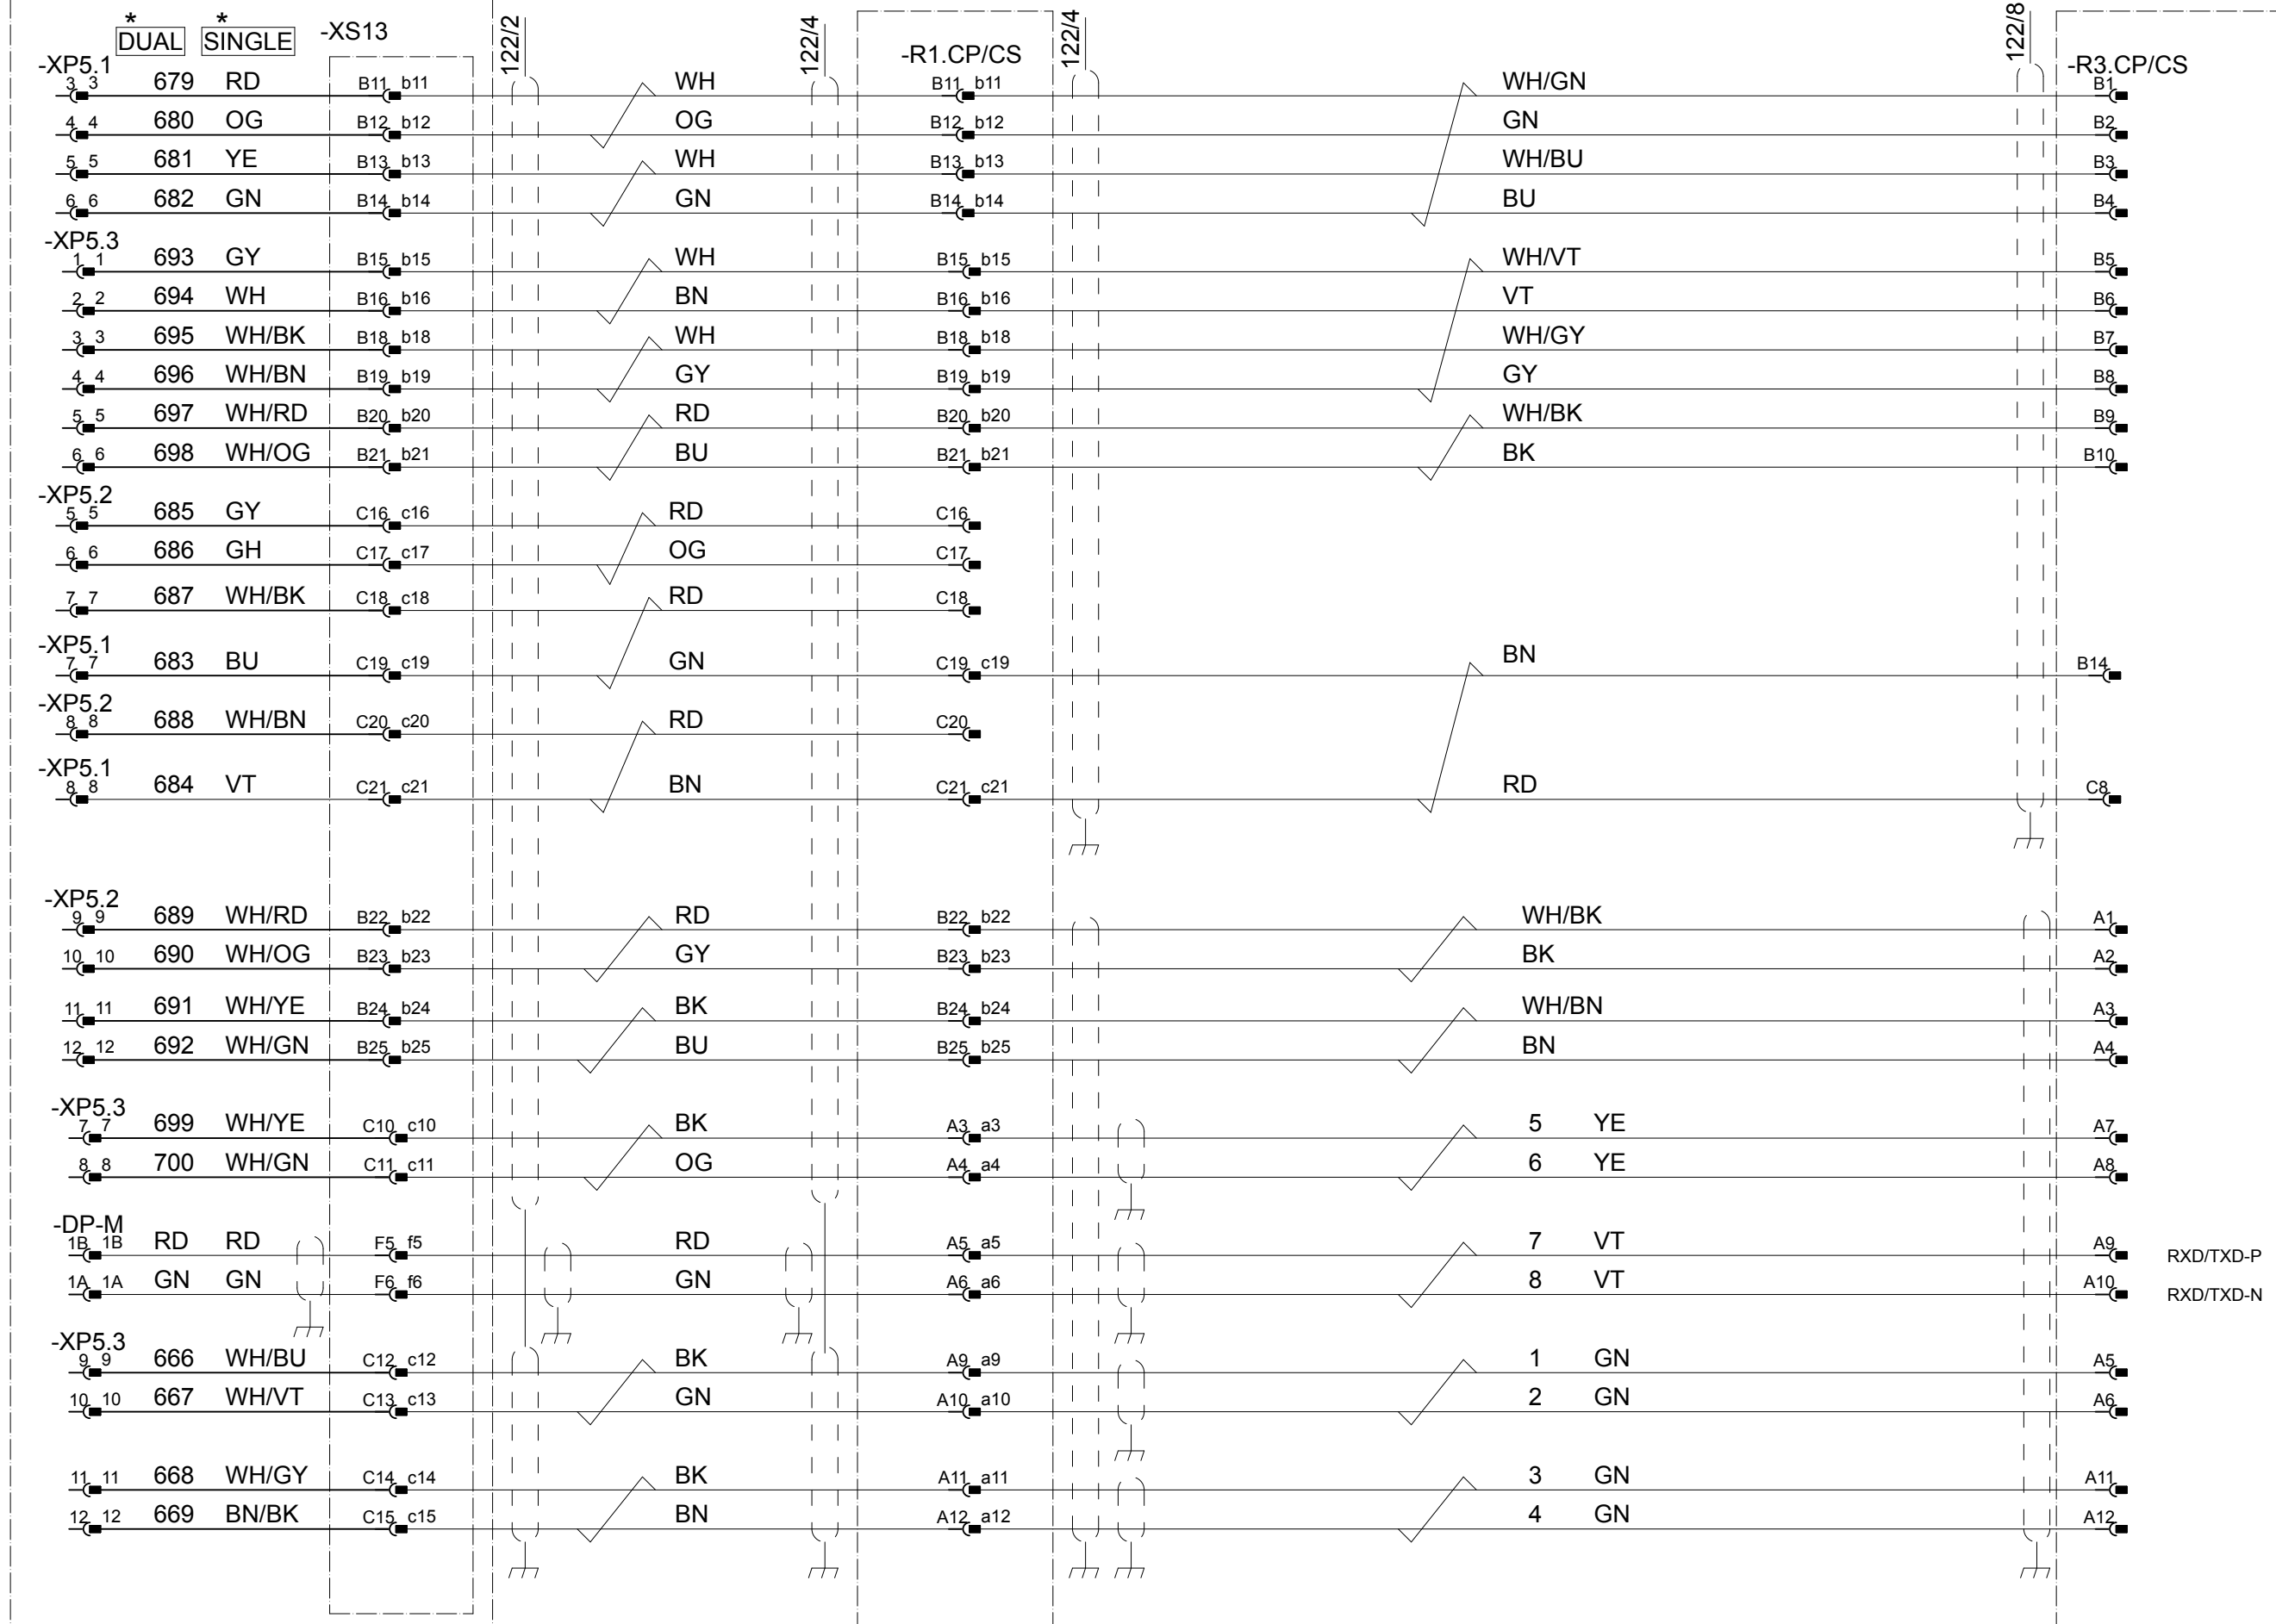 * *
DUAL SINGLE -XS13 122/2 122/4 -R1.CP/CS 122/4 122/8 -R3.CP/CS
-XP5.1
3 3 679 RD B11 b11 WH B11 b11 WH/GN B1
4 4 680 OG B12 b12 OG B12 b12 GN B2
5 5 681 YE B13 b13 WH B13 b13 WH/BU B3
6 6 682 GN B14 b14 GN B14 b14 BU B4
-XP5.3
1 1 693 GY B15 b15 WH B15 b15 WH/VT B5
2 2 694 WH B16 b16 BN B16 b16 VT B6
3 3 695 WH/BK B18 b18 WH B18 b18 WH/GY B7
4 4 696 WH/BN B19 b19 GY B19 b19 GY B8
5 5 697 WH/RD B20 b20 RD B20 b20 WH/BK B9
6 6 698 WH/OG B21 b21 BU B21 b21 BK B10
-XP5.2
5 5 685 GY C16 c16 RD C16
6 6 686 GH C17 c17 OG C17
7 7 687 WH/BK C18 c18 RD C18
-XP5.1
7 7 683 BU C19 c19 GN C19 c19 BN B14
-XP5.2
8 8 688 WH/BN C20 c20 RD C20
-XP5.1
8 8 684 VT C21 c21 BN C21 c21 RD C8
-XP5.2
9 9 689 WH/RD B22 b22 RD B22 b22 WH/BK A1
10 10 690 WH/OG B23 b23 GY B23 b23 BK A2
11 11 691 WH/YE B24 b24 BK B24 b24 WH/BN A3
12 12 692 WH/GN B25 b25 BU B25 b25 BN A4
-XP5.3
7 7 699 WH/YE C10 c10 BK A3 a3 5 YE A7
8 8 700 WH/GN C11 c11 OG A4 a4 6 YE A8
-DP-M
1B 1B RD RD F5 f5 RD A5 a5 7 VT A9 RXD/TXD-P
1A 1A GN GN F6 f6 GN A6 a6 8 VT A10 RXD/TXD-N
-XP5.3
9 9 666 WH/BU C12 c12 BK A9 a9 1 GN A5
10 10 667 WH/VT C13 c13 GN A10 a10 2 GN A6
11 11 668 WH/GY C14 c14 BK A11 a11 3 GN A11
12 12 669 BN/BK C15 c15 BN A12 a12 4 GN A12